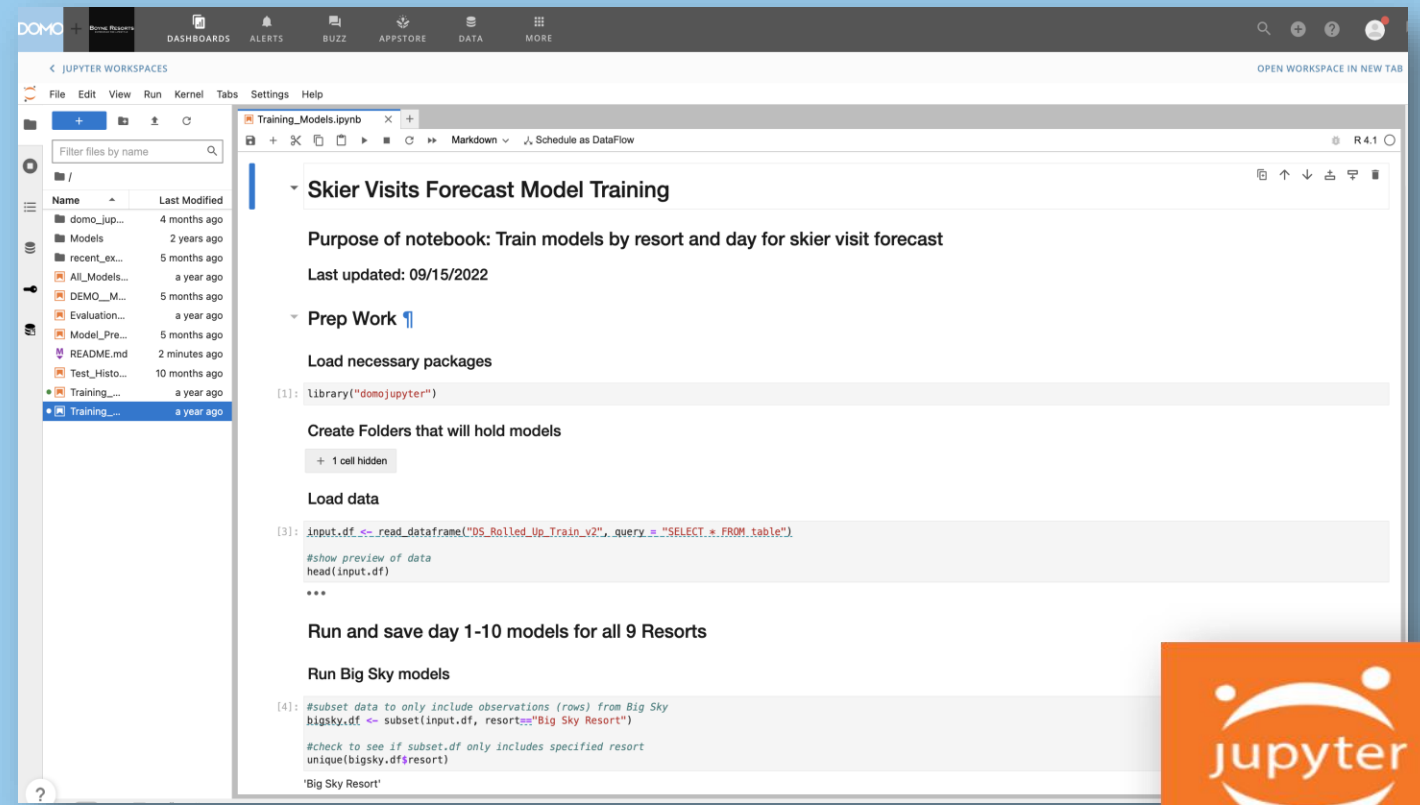 DOMO
+
BOYNE RESORTS
DASHBOARDS
ALERTS
BUZZ
APPSTORE
DATA
MORE
< JUPYTER WORKSPACES
OPEN WORKSPACE IN NEW TAB
File Edit View Run Kernel Tabs Settings Help
+
Training_Models.ipynb × +
Filter files by name
Markdown
Schedule as DataFlow
R 4.1
/
Name Last Modified
domo_jup... 4 months ago
Models 2 years ago
recent_ex... 5 months ago
All_Models... a year ago
DEMO__M... 5 months ago
Evaluation... a year ago
Model_Pre... 5 months ago
README.md 2 minutes ago
Test_Histo... 10 months ago
Training_... a year ago
Training_... a year ago
Skier Visits Forecast Model Training
Purpose of notebook: Train models by resort and day for skier visit forecast
Last updated: 09/15/2022
Prep Work ¶
Load necessary packages
[1]: library("domojupyter")
Create Folders that will hold models
+ 1 cell hidden
Load data
[3]: input.df <- read_dataframe("DS_Rolled_Up_Train_v2", query = "SELECT * FROM table")
#show preview of data
head(input.df)
•••
Run and save day 1-10 models for all 9 Resorts
Run Big Sky models
[4]: #subset data to only include observations (rows) from Big Sky
bigsky.df <- subset(input.df, resort=="Big Sky Resort")
#check to see if subset.df only includes specified resort
unique(bigsky.df$resort)
'Big Sky Resort'
?
jupyter